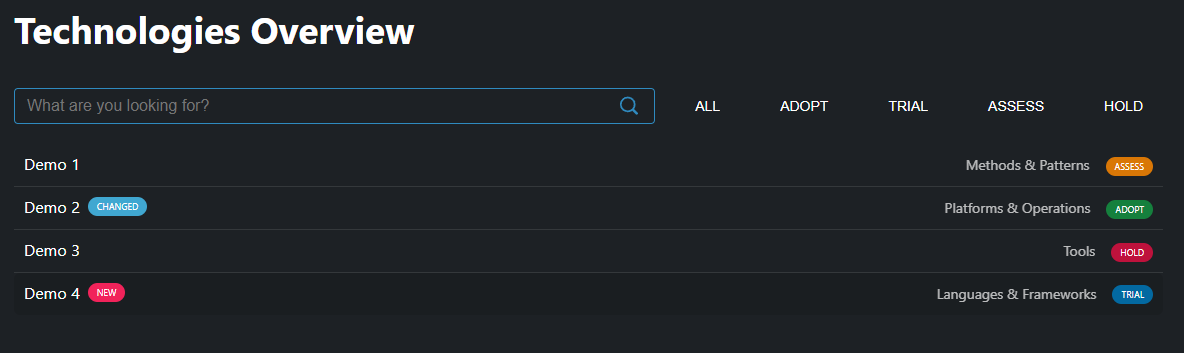 Technologies Overview
What are you looking for? ALL ADOPT TRIAL ASSESS HOLD
Demo 1 Methods & Patterns ASSESS
Demo 2 CHANGED Platforms & Operations ADOPT
Demo 3 Tools HOLD
Demo 4 NEW Languages & Frameworks TRIAL